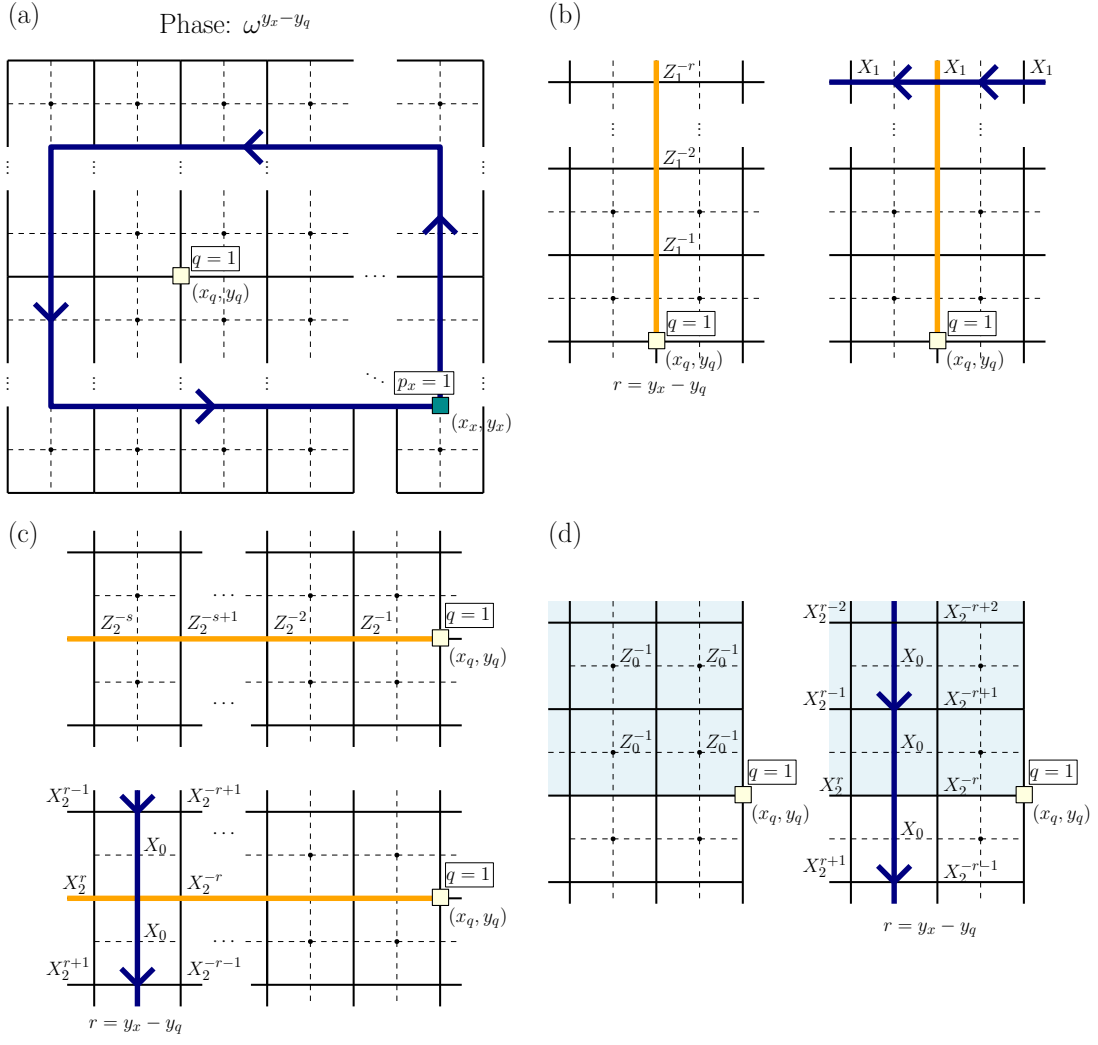 (a)
Phase: ω^{y_x−y_q}
⋮ ⋮ ⋮ ⋮
q = 1
(x_q, y_q)
⋯
⋮ ⋮ ⋮ ⋱ ⋮
p_x = 1
(x_x, y_x)
(b)
Z_1^{-r}
⋮
Z_1^{-2}
Z_1^{-1}
q = 1
(x_q, y_q)
r = y_x − y_q
X_1 X_1 X_1
⋮ ⋮
q = 1
(x_q, y_q)
(c)
⋯
Z_2^{-s} Z_2^{-s+1} Z_2^{-2} Z_2^{-1}
q = 1
(x_q, y_q)
⋯
X_2^{r-1} X_2^{-r+1}
⋯
X_0
X_2^{r} X_2^{-r}
q = 1
(x_q, y_q)
X_0
⋯
X_2^{r+1} X_2^{-r-1}
r = y_x − y_q
(d)
Z_0^{-1} Z_0^{-1}
Z_0^{-1} Z_0^{-1}
q = 1
(x_q, y_q)
X_2^{r-2} X_2^{-r+2}
X_0
X_2^{r-1} X_2^{-r+1}
X_0
X_2^{r} X_2^{-r}
q = 1
(x_q, y_q)
X_0
X_2^{r+1} X_2^{-r-1}
r = y_x − y_q